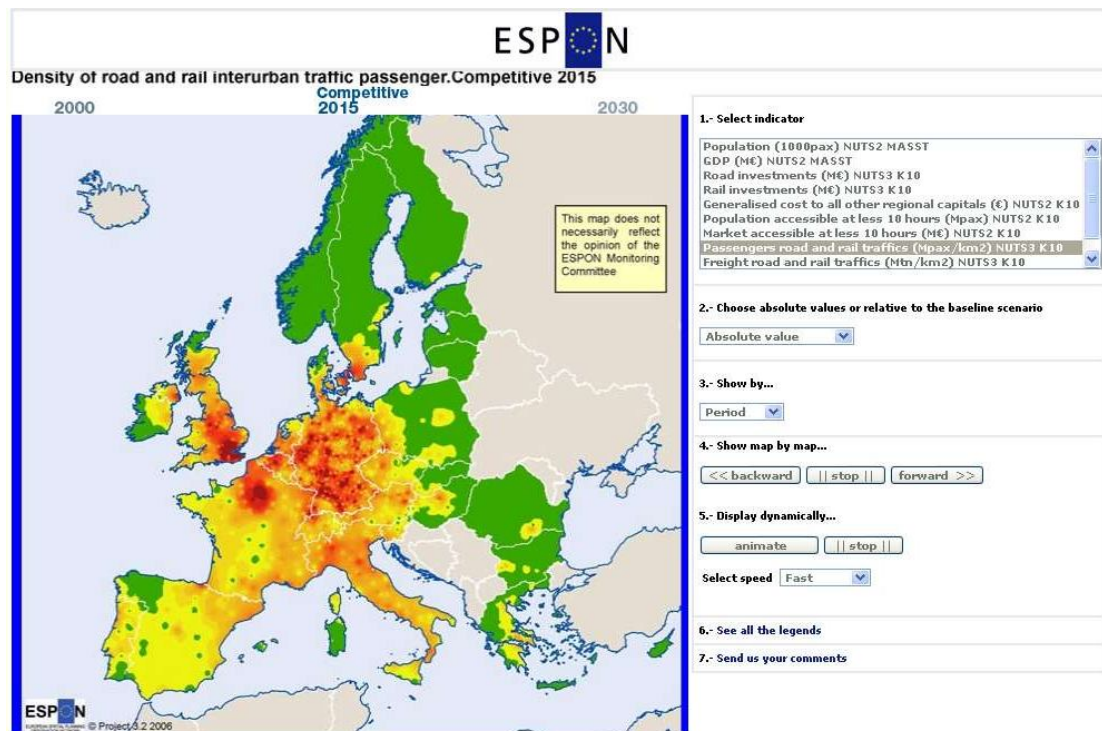 ESPON
Density of road and rail interurban traffic passenger.Competitive 2015
Competitive
2000 2015 2030
This map does not
necessarily reflect
the opinion of the
ESPON Monitoring
Committee
ESPON
© Project 3.2 2006
1.- Select indicator
Population (1000pax) NUTS2 MASST
GDP (M€) NUTS2 MASST
Road investments (M€) NUTS3 K10
Rail investments (M€) NUTS3 K10
Generalised cost to all other regional capitals (€) NUTS2 K10
Population accessible at less 10 hours (Mpax) NUTS2 K10
Market accessible at less 10 hours (M€) NUTS2 K10
Passengers road and rail traffics (Mpax/km2) NUTS3 K10
Freight road and rail traffics (Mtn/km2) NUTS3 K10
2.- Choose absolute values or relative to the baseline scenario
Absolute value
3.- Show by...
Period
4.- Show map by map...
<< backward || stop || forward >>
5.- Display dynamically...
animate || stop ||
Select speed Fast
6.- See all the legends
7.- Send us your comments